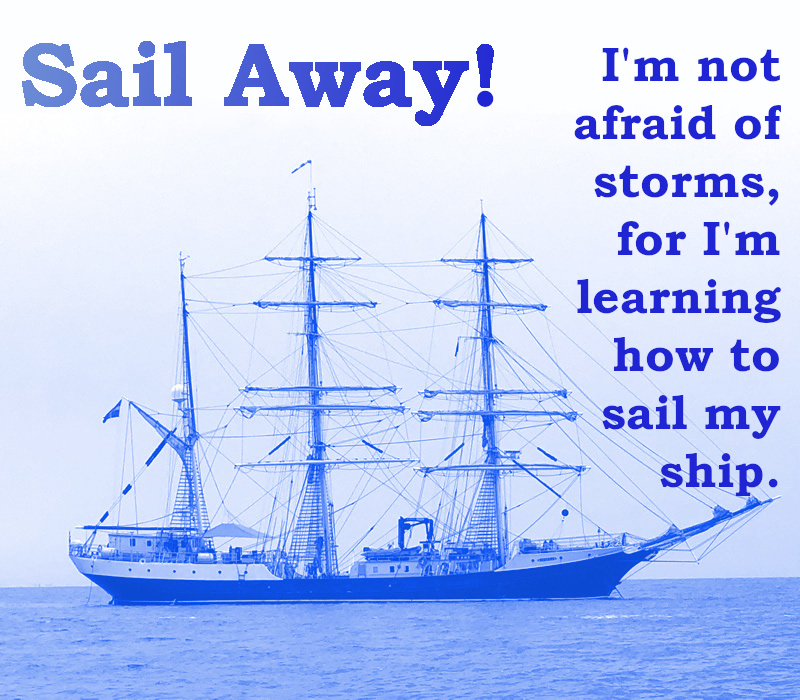 Sail Away!
I'm not
afraid of
storms,
for I'm
learning
how to
sail my
ship.